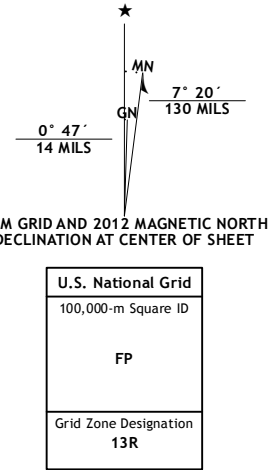 ★
MN
GN
7° 20´
130 MILS
0° 47´
14 MILS
M GRID AND 2012 MAGNETIC NORTH
DECLINATION AT CENTER OF SHEET
U.S. National Grid
100,000-m Square ID
FP
Grid Zone Designation
13R